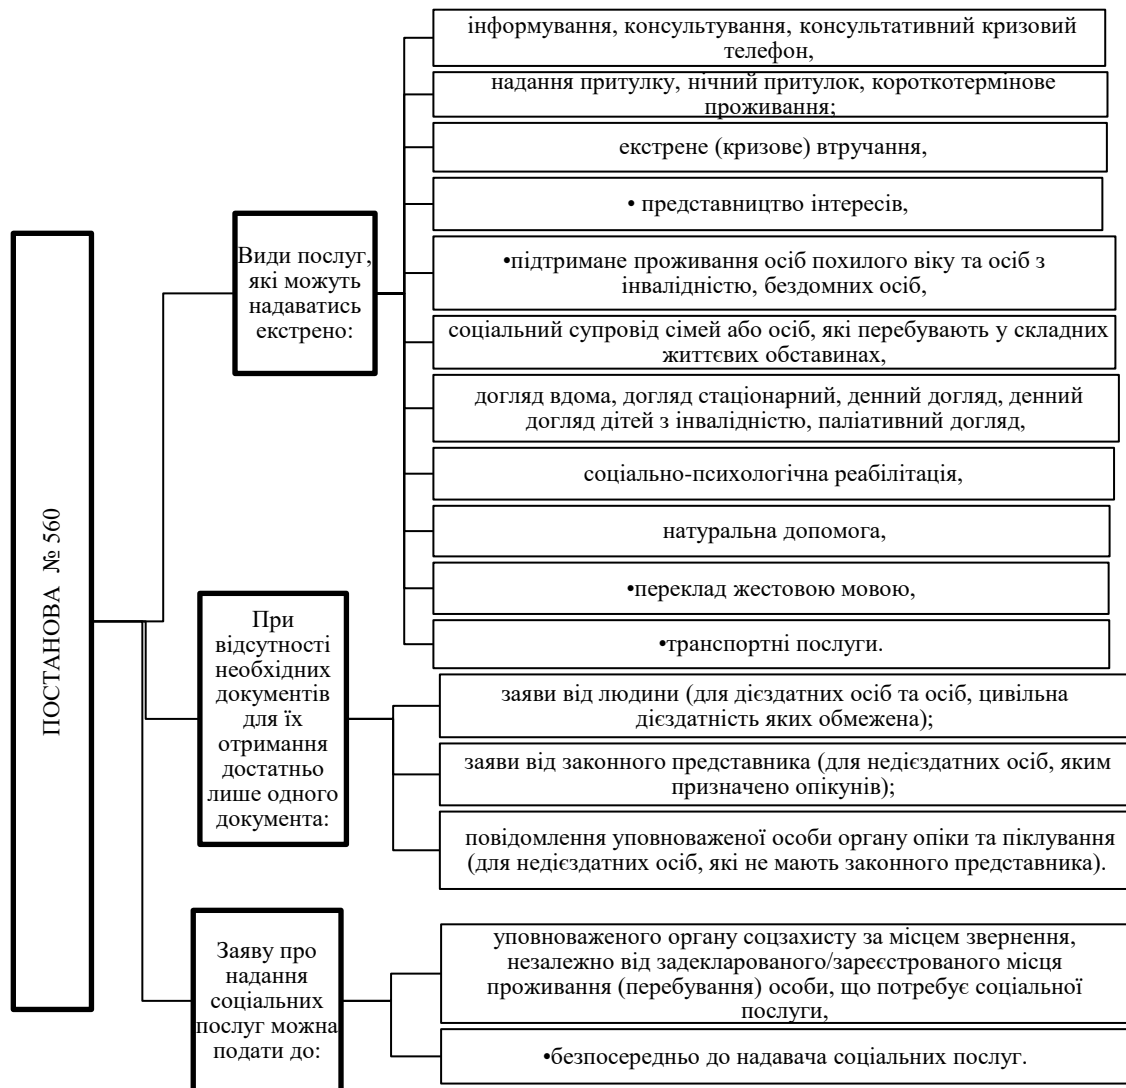 ПОСТАНОВА № 560
Види послуг,
які можуть
надаватись
екстрено:
інформування, консультування, консультативний кризовий
телефон,
надання притулку, нічний притулок, короткотермінове
проживання;
екстрене (кризове) втручання,
• представництво інтересів,
•підтримане проживання осіб похилого віку та осіб з
інвалідністю, бездомних осіб,
соціальний супровід сімей або осіб, які перебувають у складних
життєвих обставинах,
догляд вдома, догляд стаціонарний, денний догляд, денний
догляд дітей з інвалідністю, паліативний догляд,
соціально-психологічна реабілітація,
натуральна допомога,
•переклад жестовою мовою,
•транспортні послуги.
При
відсутності
необхідних
документів
для їх
отримання
достатньо
лише одного
документа:
заяви від людини (для дієздатних осіб та осіб, цивільна
дієздатність яких обмежена);
заяви від законного представника (для недієздатних осіб, яким
призначено опікунів);
повідомлення уповноваженої особи органу опіки та піклування
(для недієздатних осіб, які не мають законного представника).
Заяву про
надання
соціальних
послуг можна
подати до:
уповноваженого органу соцзахисту за місцем звернення,
незалежно від задекларованого/зареєстрованого місця
проживання (перебування) особи, що потребує соціальної
послуги,
•безпосередньо до надавача соціальних послуг.